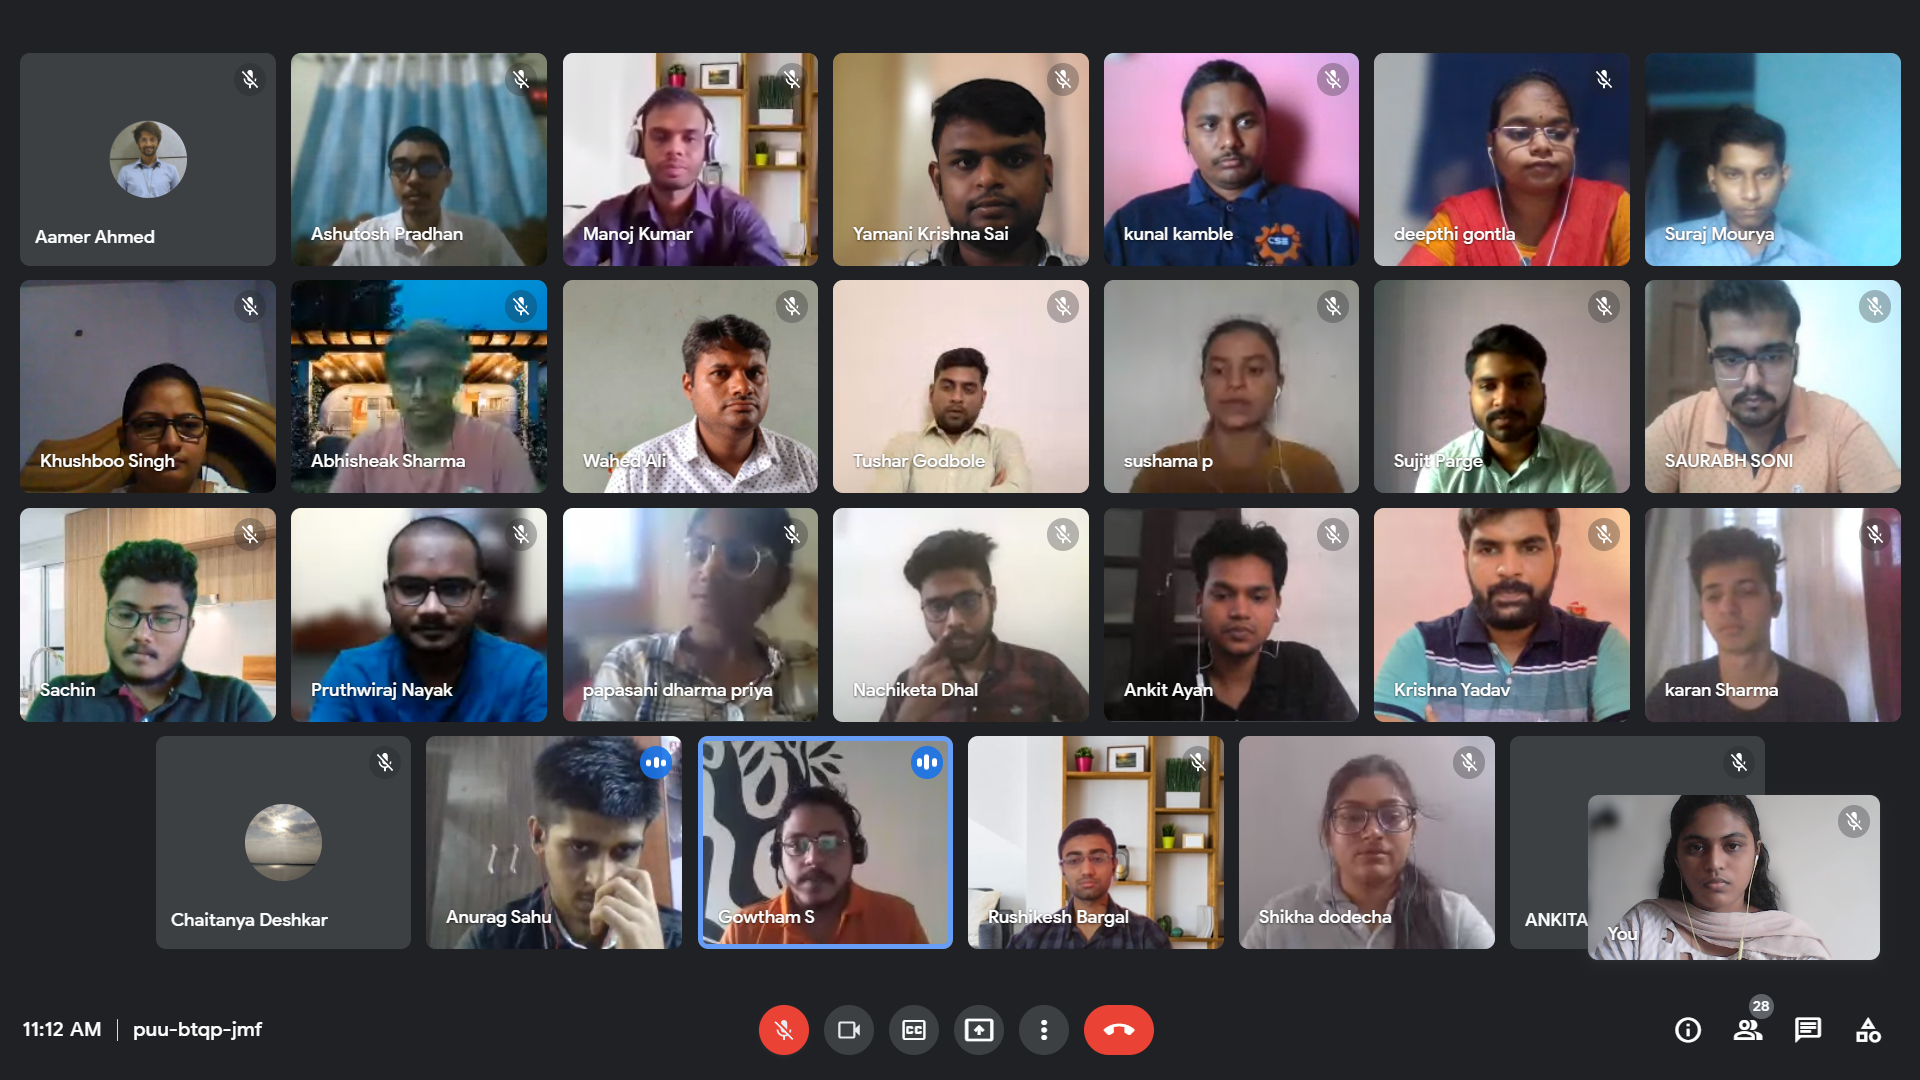 Aamer Ahmed
Ashutosh Pradhan
Manoj Kumar
Yamani Krishna Sai
kunal kamble
CSE
deepthi gontla
Suraj Mourya
Khushboo Singh
Abhisheak Sharma
Wahed Ali
Tushar Godbole
sushama p
Sujit Parge
SAURABH SONI
Sachin
Pruthwiraj Nayak
papasani dharma priya
Nachiketa Dhal
Ankit Ayan
Krishna Yadav
karan Sharma
Chaitanya Deshkar
Anurag Sahu
Gowtham S
Rushikesh Bargal
Shikha dodecha
ANKITA
You
11:12 AM | puu-btqp-jmf
CC
28